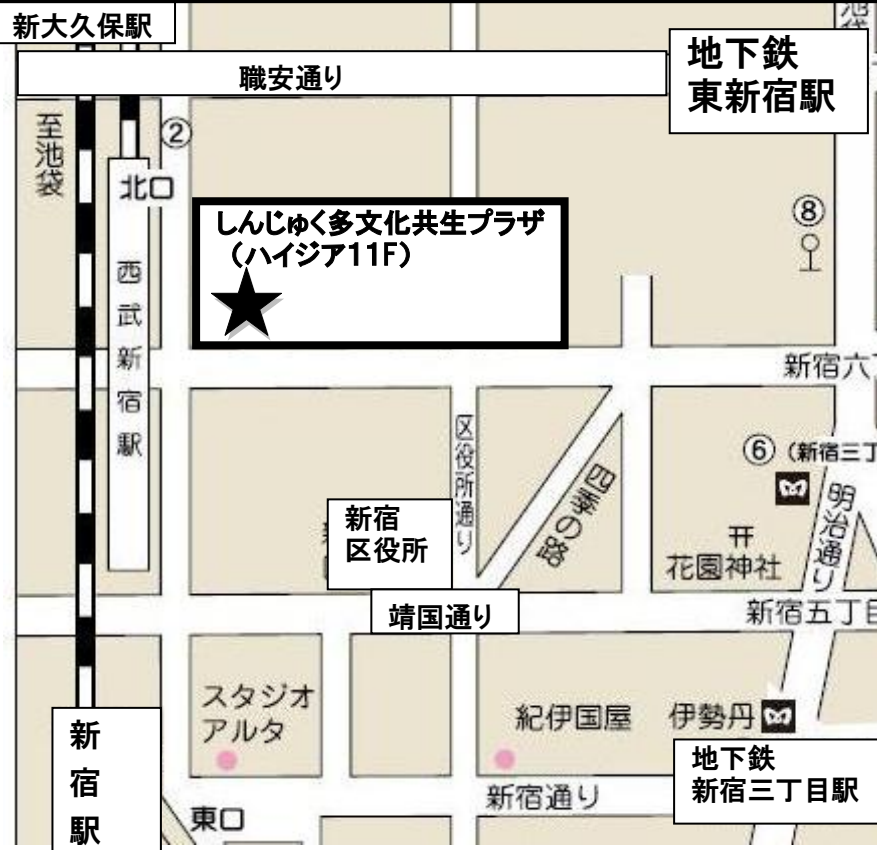 新大久保駅
池袋
地下鉄
東新宿駅
職安通り
至池袋
②
北口
しんじゅく多文化共生プラザ
（ハイジア11F）
⑧
西武新宿駅
新宿六丁
区役所通り
四季の路
⑥（新宿三丁
新宿
区役所
明治通り
花園神社
靖国通り
新宿五丁目
スタジオ
アルタ
紀伊国屋
伊勢丹
新宿駅
地下鉄
新宿三丁目駅
新宿通り
東口